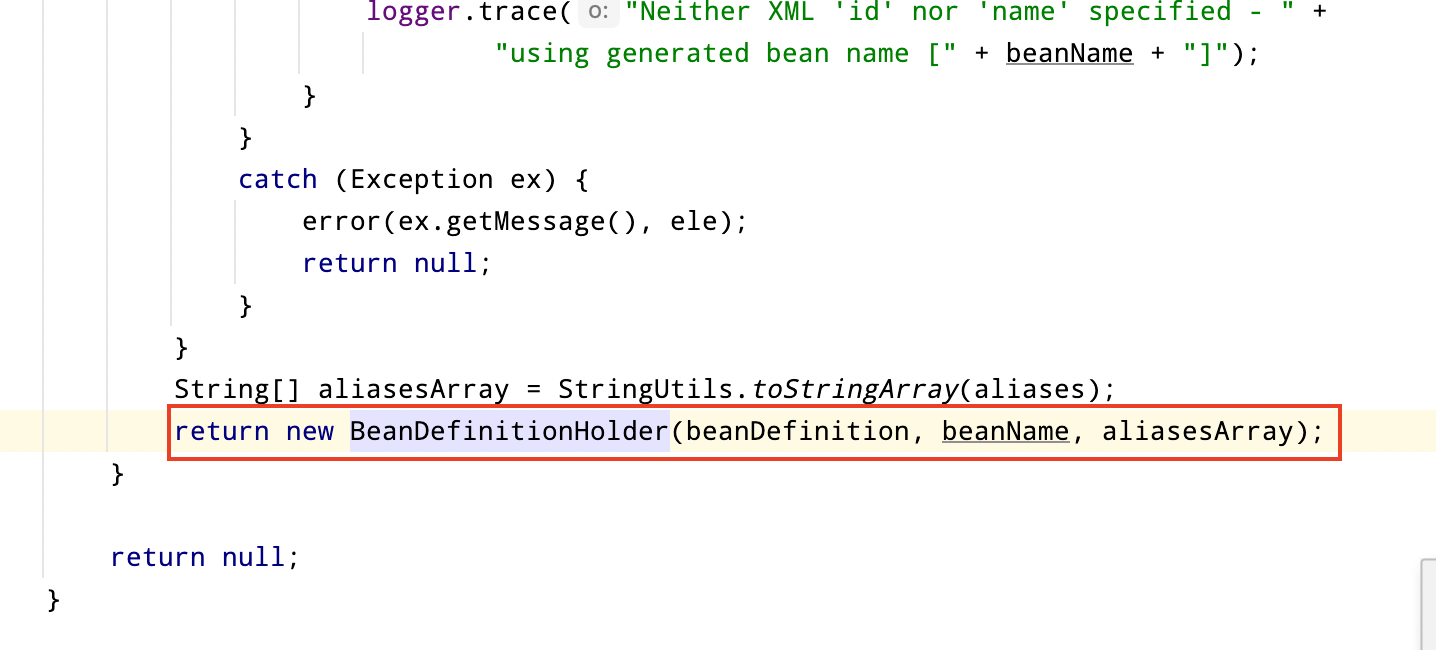 logger.trace( o: "Neither XML 'id' nor 'name' specified - " +
"using generated bean name [" + beanName + "]");
}
}
catch (Exception ex) {
error(ex.getMessage(), ele);
return null;
}
}
String[] aliasesArray = StringUtils.toStringArray(aliases);
return new BeanDefinitionHolder(beanDefinition, beanName, aliasesArray);
}
return null;
}